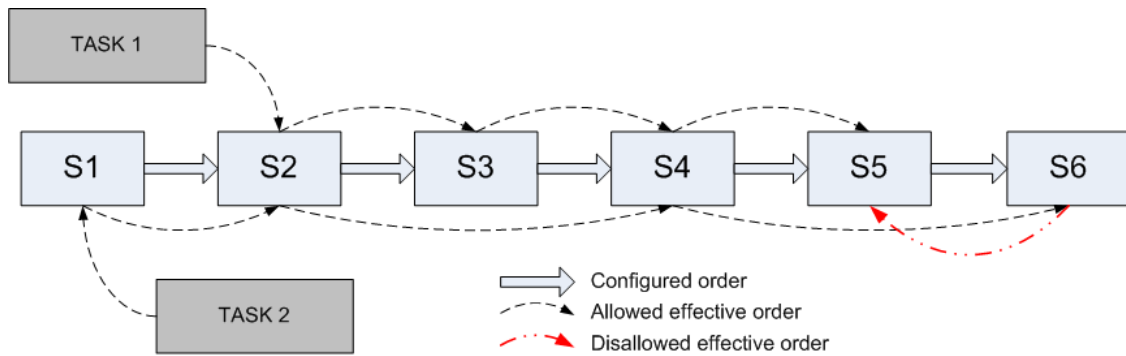 TASK 1
S1
S2
S3
S4
S5
S6
TASK 2
Configured order
Allowed effective order
Disallowed effective order